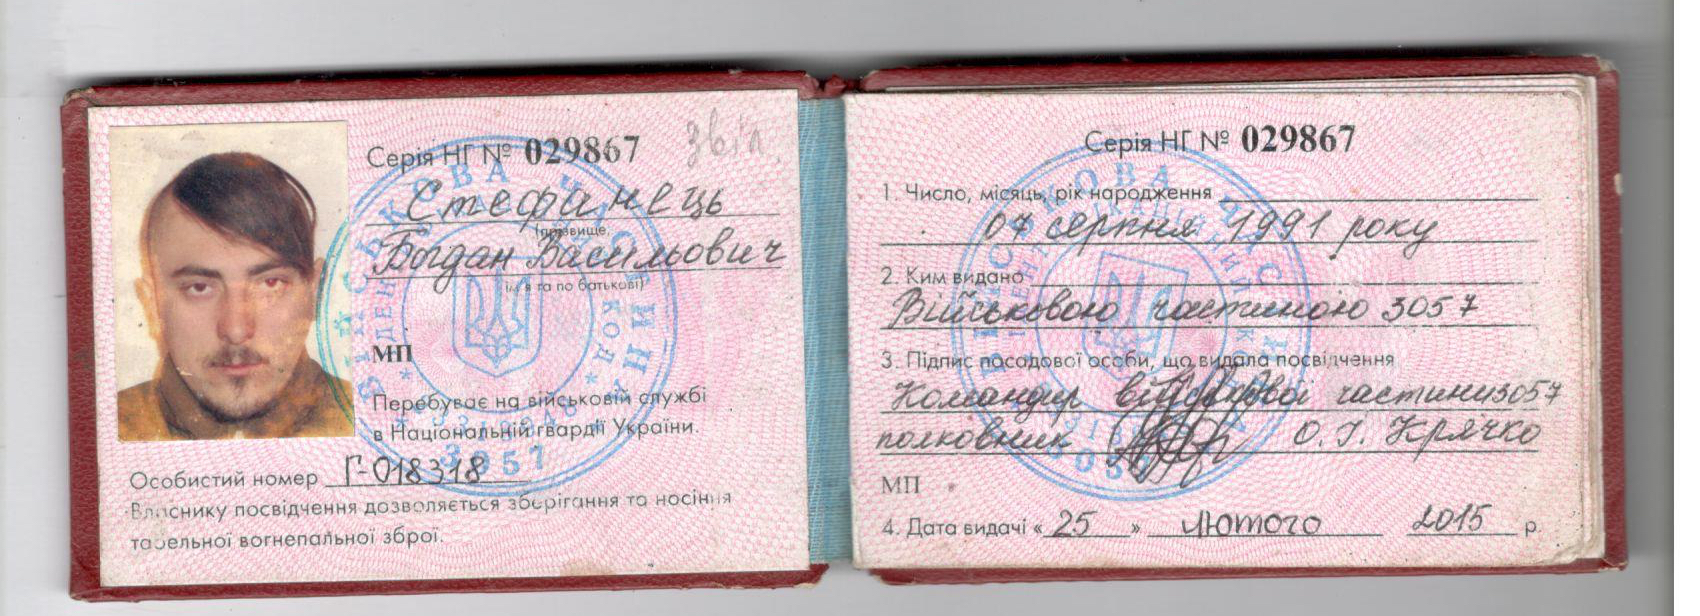 Серія НГ № 029867
звіл.
Стефанець
(прізвище,
Богдан Васильович
ім'я та по батькові)
МП
Перебуває на військовій службі
в Національній гвардії України.
Особистий номер Г-018318
Власнику посвідчення дозволяється зберігання та носіння
табельної вогнепальної зброї.
Серія НГ № 029867
1. Число, місяць, рік народження
07 серпня 1991 року
2. Ким видано
Військовою частиною 3057
3. Підпис посадової особи, що видала посвідчення
Командир військової частини 3057
полковник О.І. Крячко
МП
4. Дата видачі « 25 » лютого 2015 р.